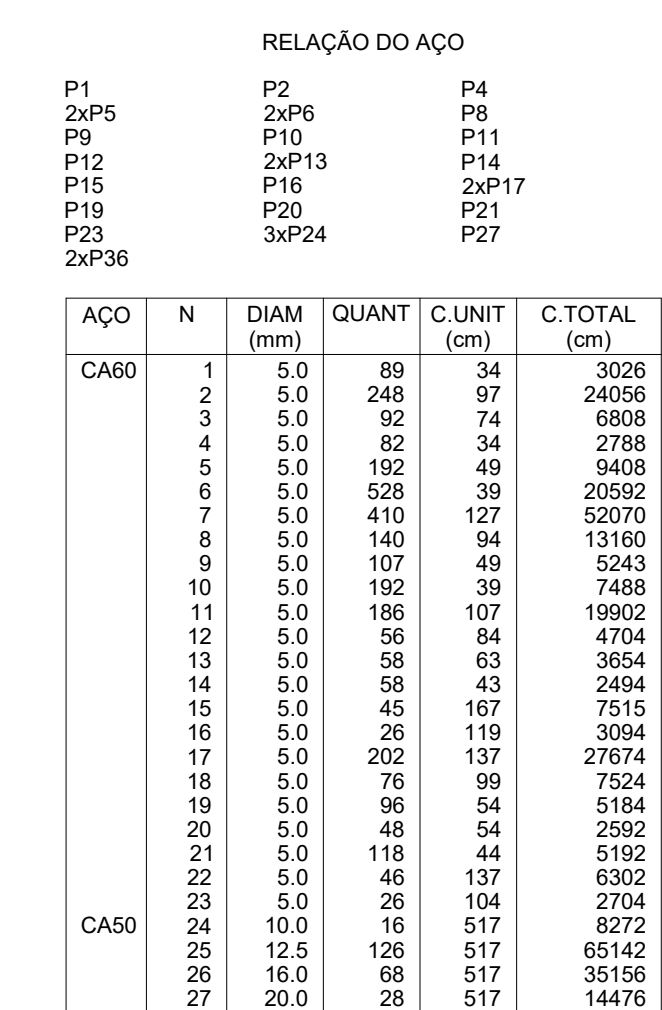 RELAÇÃO DO AÇO
P1 P2 P4
2xP5 2xP6 P8
P9 P10 P11
P12 2xP13 P14
P15 P16 2xP17
P19 P20 P21
P23 3xP24 P27
2xP36
AÇO N DIAM QUANT C.UNIT C.TOTAL
(mm) (cm) (cm)
CA60 1 5.0 89 34 3026
2 5.0 248 97 24056
3 5.0 92 74 6808
4 5.0 82 34 2788
5 5.0 192 49 9408
6 5.0 528 39 20592
7 5.0 410 127 52070
8 5.0 140 94 13160
9 5.0 107 49 5243
10 5.0 192 39 7488
11 5.0 186 107 19902
12 5.0 56 84 4704
13 5.0 58 63 3654
14 5.0 58 43 2494
15 5.0 45 167 7515
16 5.0 26 119 3094
17 5.0 202 137 27674
18 5.0 76 99 7524
19 5.0 96 54 5184
20 5.0 48 54 2592
21 5.0 118 44 5192
22 5.0 46 137 6302
23 5.0 26 104 2704
CA50 24 10.0 16 517 8272
25 12.5 126 517 65142
26 16.0 68 517 35156
27 20.0 28 517 14476